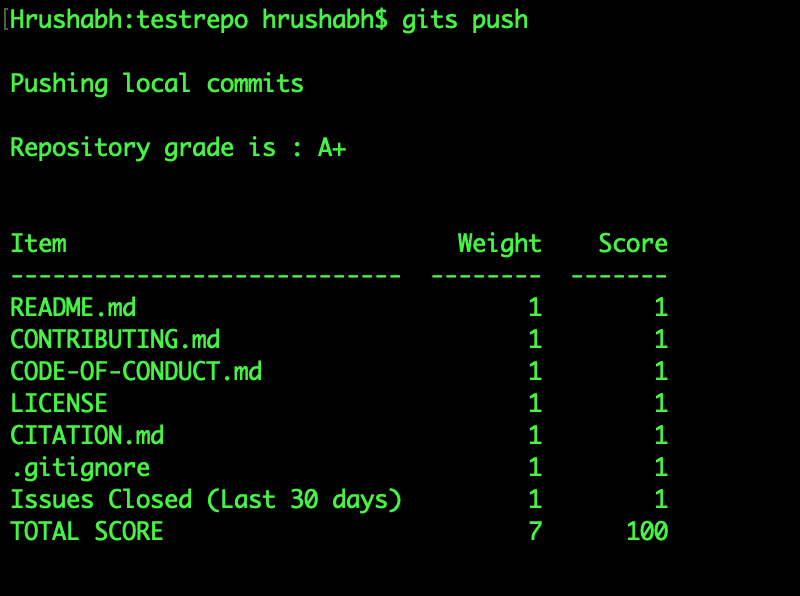 [Hrushabh:testrepo hrushabh$ gits push
Pushing local commits
Repository grade is : A+
Item Weight Score
---------------------------- -------- -------
README.md 1 1
CONTRIBUTING.md 1 1
CODE-OF-CONDUCT.md 1 1
LICENSE 1 1
CITATION.md 1 1
.gitignore 1 1
Issues Closed (Last 30 days) 1 1
TOTAL SCORE 7 100